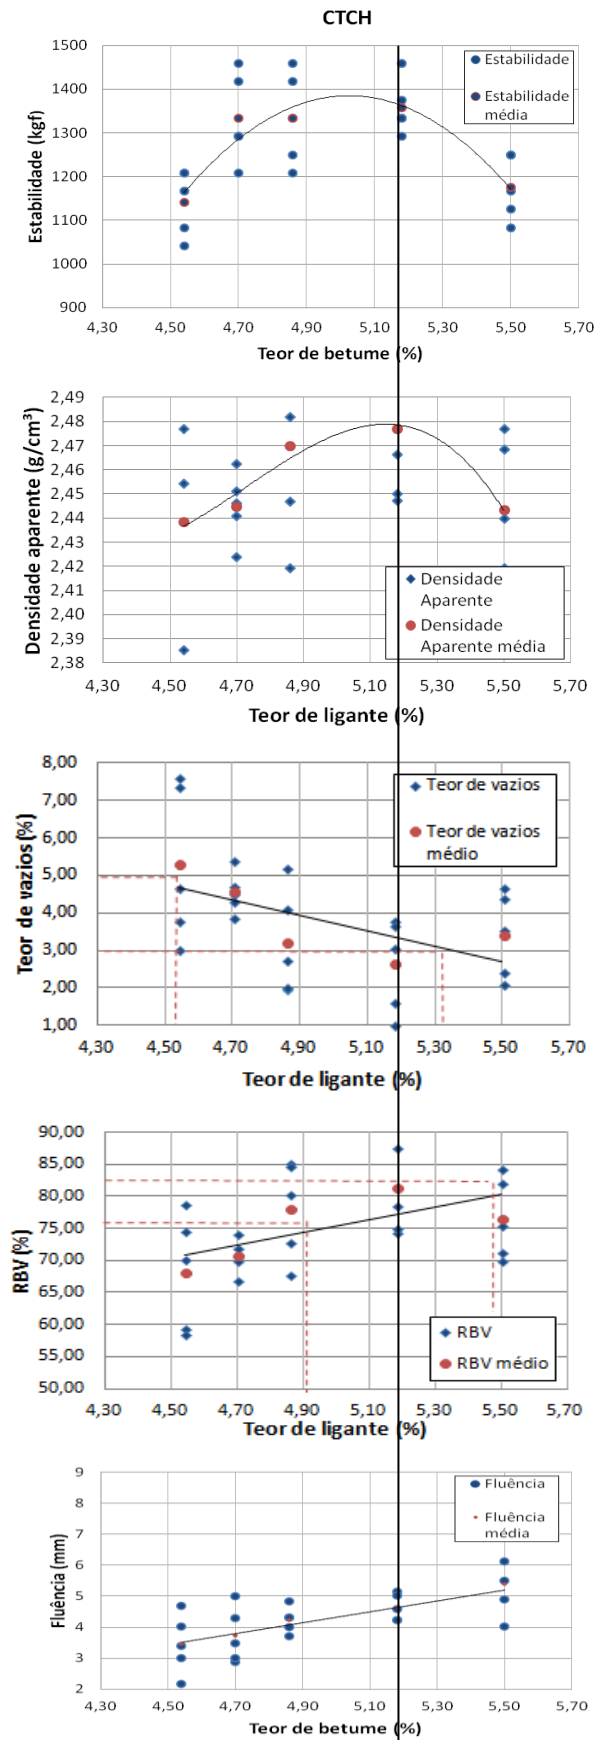 CTCH
1500
1400
1300
1200
1100
1000
900
Estabilidade (kgf)
Estabilidade
Estabilidade
média
4,30 4,50 4,70 4,90 5,10 5,30 5,50 5,70
Teor de betume (%)
2,49
2,48
2,47
2,46
2,45
2,44
2,43
2,42
2,41
2,40
2,39
2,38
Densidade aparente (g/cm³)
Densidade
Aparente
Densidade
Aparente média
4,30 4,50 4,70 4,90 5,10 5,30 5,50 5,70
Teor de ligante (%)
8,00
7,00
6,00
5,00
4,00
3,00
2,00
1,00
Teor de vazios(%)
Teor de vazios
Teor de vazios
médio
4,30 4,50 4,70 4,90 5,10 5,30 5,50 5,70
Teor de ligante (%)
90,00
85,00
80,00
75,00
70,00
65,00
60,00
55,00
50,00
RBV (%)
RBV
RBV médio
4,30 4,50 4,70 4,90 5,10 5,30 5,50 5,70
Teor de ligante (%)
9
8
7
6
5
4
3
2
Fluência (mm)
Fluência
Fluência
média
4,30 4,50 4,70 4,90 5,10 5,30 5,50 5,70
Teor de betume (%)